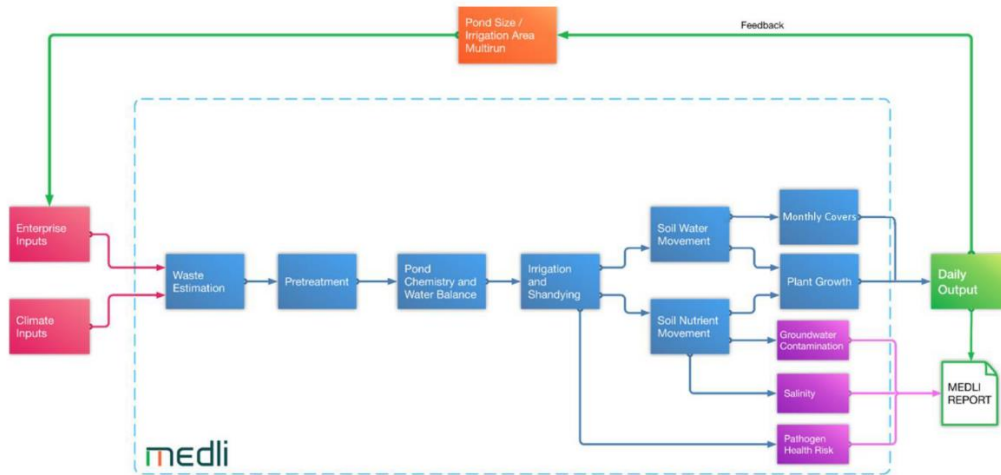 Pond Size /
Irrigation Area
Multirun
Feedback
Enterprise
Inputs
Climate
Inputs
Waste
Estimation
Pretreatment
Pond
Chemistry and
Water Balance
Irrigation
and
Shandying
Soil Water
Movement
Soil Nutrient
Movement
Monthly Covers
Plant Growth
Groundwater
Contamination
Salinity
Pathogen
Health Risk
Daily
Output
MEDLI
REPORT
medli